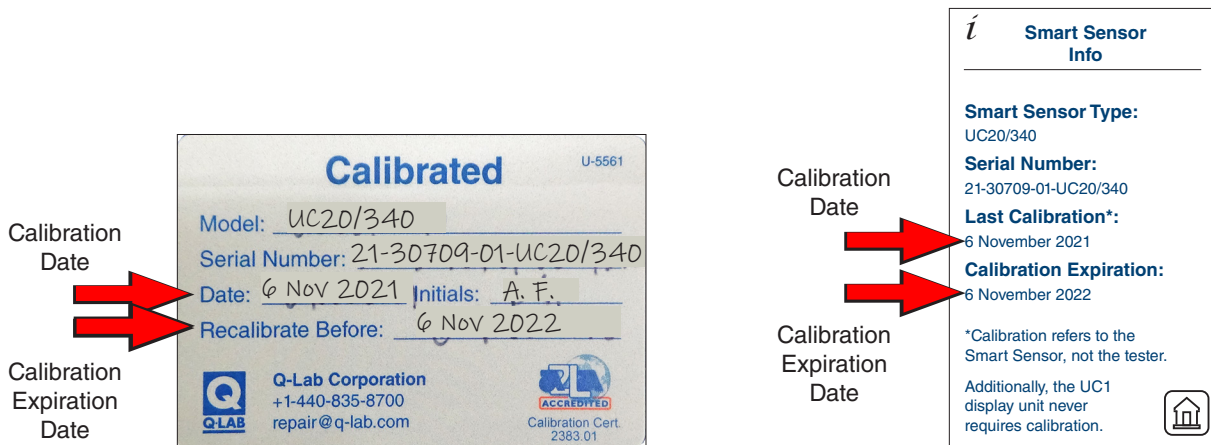 Calibration
Date
Calibration
Expiration
Date
Calibrated
U-5561
Model: UC20/340
Serial Number: 21-30709-01-UC20/340
Date: 6 Nov 2021 Initials: A. F.
Recalibrate Before: 6 Nov 2022
Q-LAB
Q-Lab Corporation
+1-440-835-8700
repair@q-lab.com
A2LA
ACCREDITED
Calibration Cert.
2383.01
Calibration
Date
Calibration
Expiration
Date
i
Smart Sensor
Info
Smart Sensor Type:
UC20/340
Serial Number:
21-30709-01-UC20/340
Last Calibration*:
6 November 2021
Calibration Expiration:
6 November 2022
*Calibration refers to the
Smart Sensor, not the tester.
Additionally, the UC1
display unit never
requires calibration.